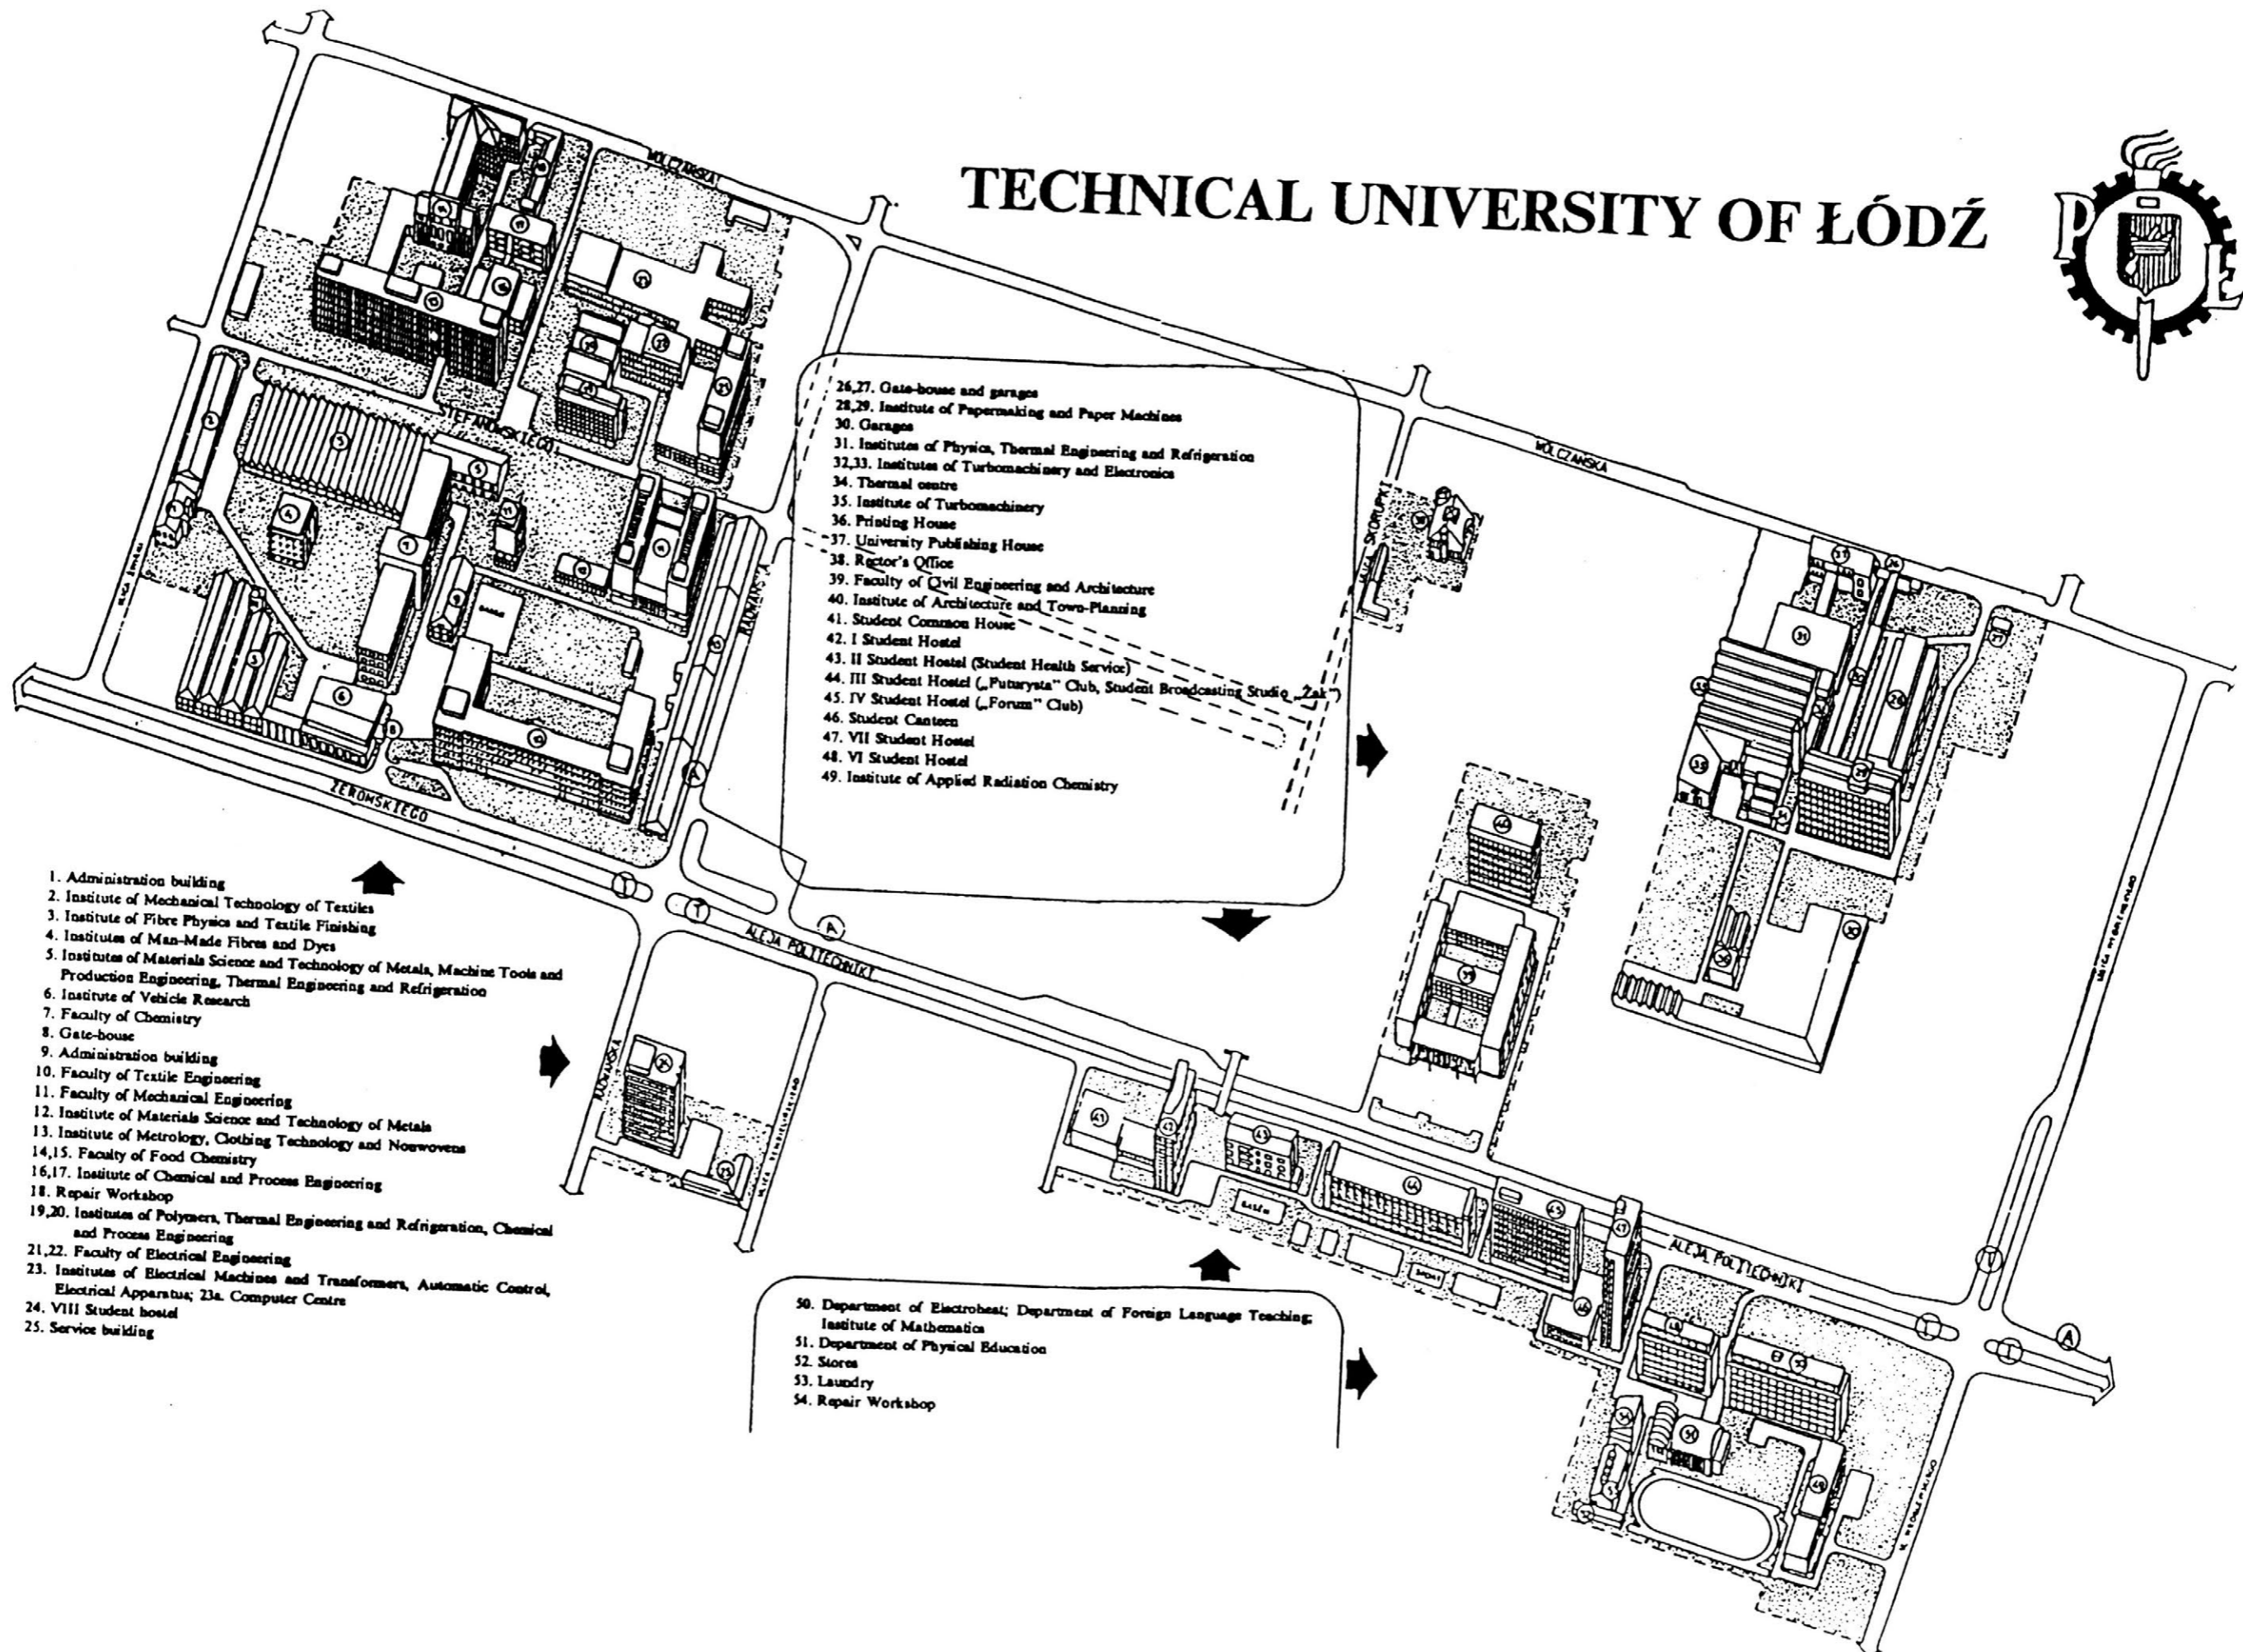 TECHNICAL UNIVERSITY OF ŁÓDŹ
P
Ł
WÓLCZAŃSKA
STEFANOWSKIEGO
ŻEROMSKIEGO
RADWAŃSKA
BASEN
26,27. Gate-house and garages
28,29. Institute of Papermaking and Paper Machines
30. Garages
31. Institutes of Physics, Thermal Engineering and Refrigeration
32,33. Institutes of Turbomachinery and Electronics
34. Thermal centre
35. Institute of Turbomachinery
36. Printing House
37. University Publishing House
38. Rector's Office
39. Faculty of Civil Engineering and Architecture
40. Institute of Architecture and Town-Planning
41. Student Common House
42. I Student Hostel
43. II Student Hostel (Student Health Service)
44. III Student Hostel („Futurysta" Club, Student Broadcasting Studio „Żak")
45. IV Student Hostel („Forum" Club)
46. Student Canteen
47. VII Student Hostel
48. VI Student Hostel
49. Institute of Applied Radiation Chemistry
ULICA SKORUPKI
WÓLCZAŃSKA
1. Administration building
2. Institute of Mechanical Technology of Textiles
3. Institute of Fibre Physics and Textile Finishing
4. Institutes of Man-Made Fibres and Dyes
5. Institutes of Materials Science and Technology of Metals, Machine Tools and
Production Engineering, Thermal Engineering and Refrigeration
6. Institute of Vehicle Research
7. Faculty of Chemistry
8. Gate-house
9. Administration building
10. Faculty of Textile Engineering
11. Faculty of Mechanical Engineering
12. Institute of Materials Science and Technology of Metals
13. Institute of Metrology, Clothing Technology and Nonwovens
14,15. Faculty of Food Chemistry
16,17. Institute of Chemical and Process Engineering
18. Repair Workshop
19,20. Institutes of Polymers, Thermal Engineering and Refrigeration, Chemical
and Process Engineering
21,22. Faculty of Electrical Engineering
23. Institutes of Electrical Machines and Transformers, Automatic Control,
Electrical Apparatus; 23a. Computer Centre
24. VIII Student hostel
25. Service building
A
T
T
A
ALEJA POLITECHNIKI
RADWAŃSKA
40
39
41
42
43
44
45
47
46
BASEN
ALEJA POLITECHNIKI
T
T
T
A
50. Department of Electroheat; Department of Foreign Language Teaching;
Institute of Mathematics
51. Department of Physical Education
52. Stores
53. Laundry
54. Repair Workshop